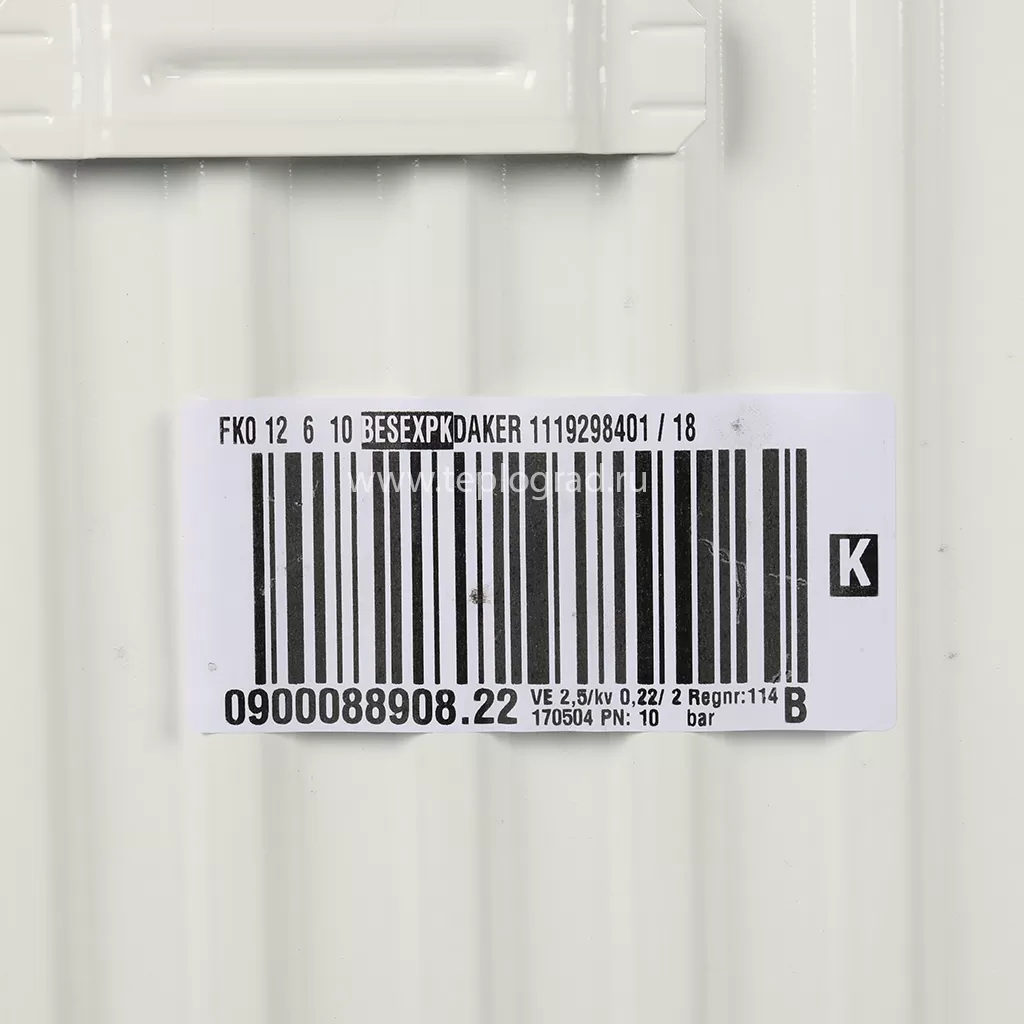 FKO 12 6 10 BESEXPKDAKER 1119298401 / 18
www.teplograd.ru
K
0900088908.22 VE 2,5/kv 0,22/ 2 Regnr:114 B
170504 PN: 10 bar